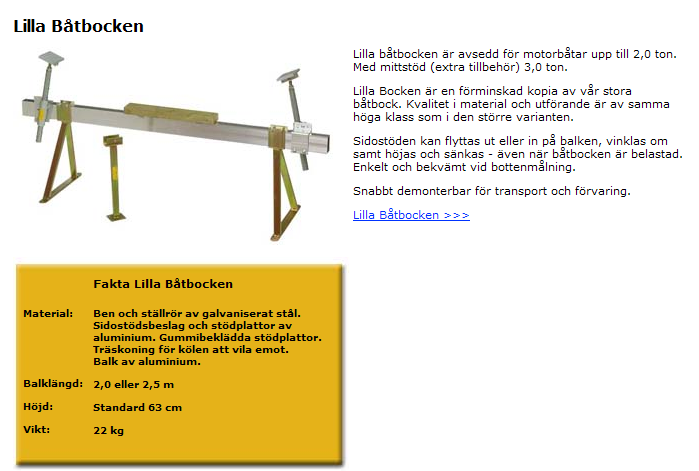 Lilla Båtbocken
Lilla båtbocken är avsedd för motorbåtar upp till 2,0 ton.
Med mittstöd (extra tillbehör) 3,0 ton.
Lilla Bocken är en förminskad kopia av vår stora
båtbock. Kvalitet i material och utförande är av samma
höga klass som i den större varianten.
Sidostöden kan flyttas ut eller in på balken, vinklas om
samt höjas och sänkas - även när båtbocken är belastad.
Enkelt och bekvämt vid bottenmålning.
Snabbt demonterbar för transport och förvaring.
Lilla Båtbocken >>>
Fakta Lilla Båtbocken
Material: Ben och ställrör av galvaniserat stål.
Sidostödsbeslag och stödplattor av
aluminium. Gummibeklädda stödplattor.
Träskoning för kölen att vila emot.
Balk av aluminium.
Balklängd: 2,0 eller 2,5 m
Höjd: Standard 63 cm
Vikt: 22 kg